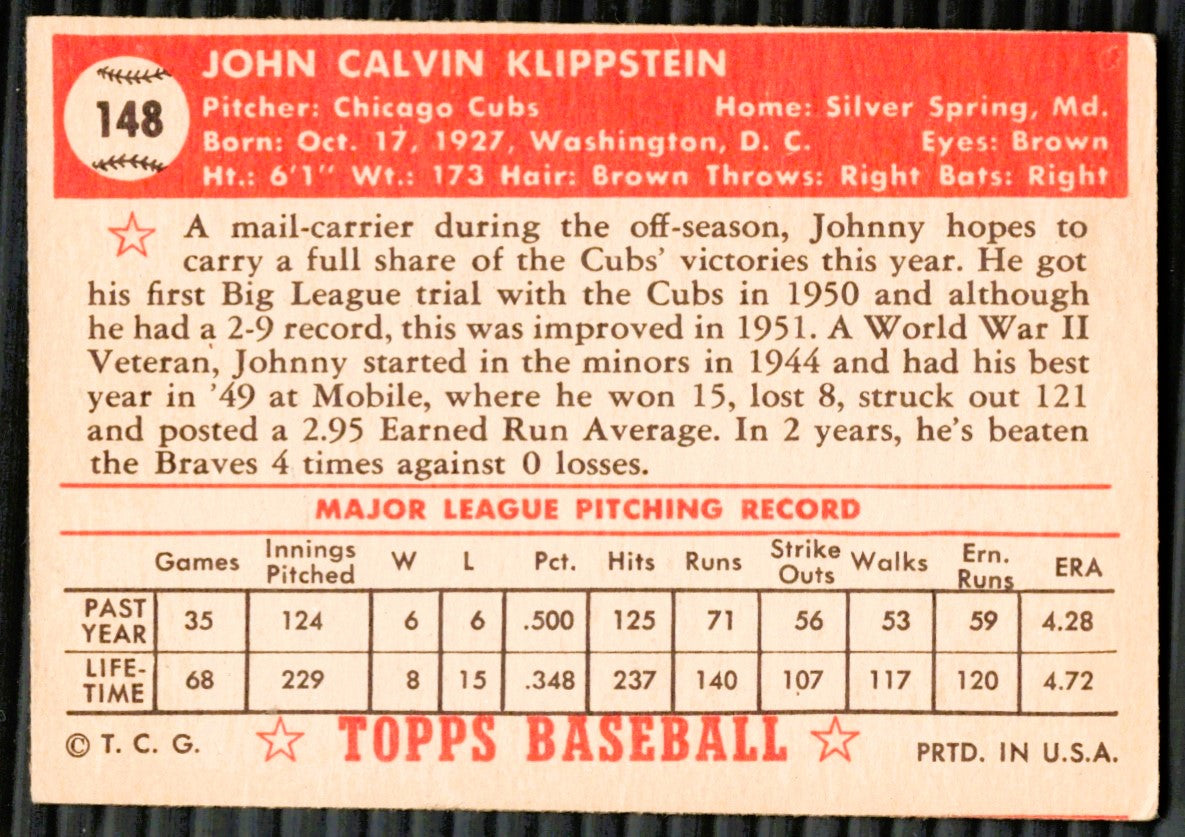 148
JOHN CALVIN KLIPPSTEIN
Pitcher: Chicago Cubs Home: Silver Spring, Md.
Born: Oct. 17, 1927, Washington, D. C. Eyes: Brown
Ht.: 6'1" Wt.: 173 Hair: Brown Throws: Right Bats: Right
A mail-carrier during the off-season, Johnny hopes to
carry a full share of the Cubs' victories this year. He got
his first Big League trial with the Cubs in 1950 and although
he had a 2-9 record, this was improved in 1951. A World War II
Veteran, Johnny started in the minors in 1944 and had his best
year in '49 at Mobile, where he won 15, lost 8, struck out 121
and posted a 2.95 Earned Run Average. In 2 years, he's beaten
the Braves 4 times against 0 losses.
MAJOR LEAGUE PITCHING RECORD
Games Innings Pitched W L Pct. Hits Runs Strike Outs Walks Ern. Runs ERA
PAST YEAR 35 124 6 6 .500 125 71 56 53 59 4.28
LIFE-TIME 68 229 8 15 .348 237 140 107 117 120 4.72
© T. C. G. TOPPS BASEBALL PRTD. IN U.S.A.